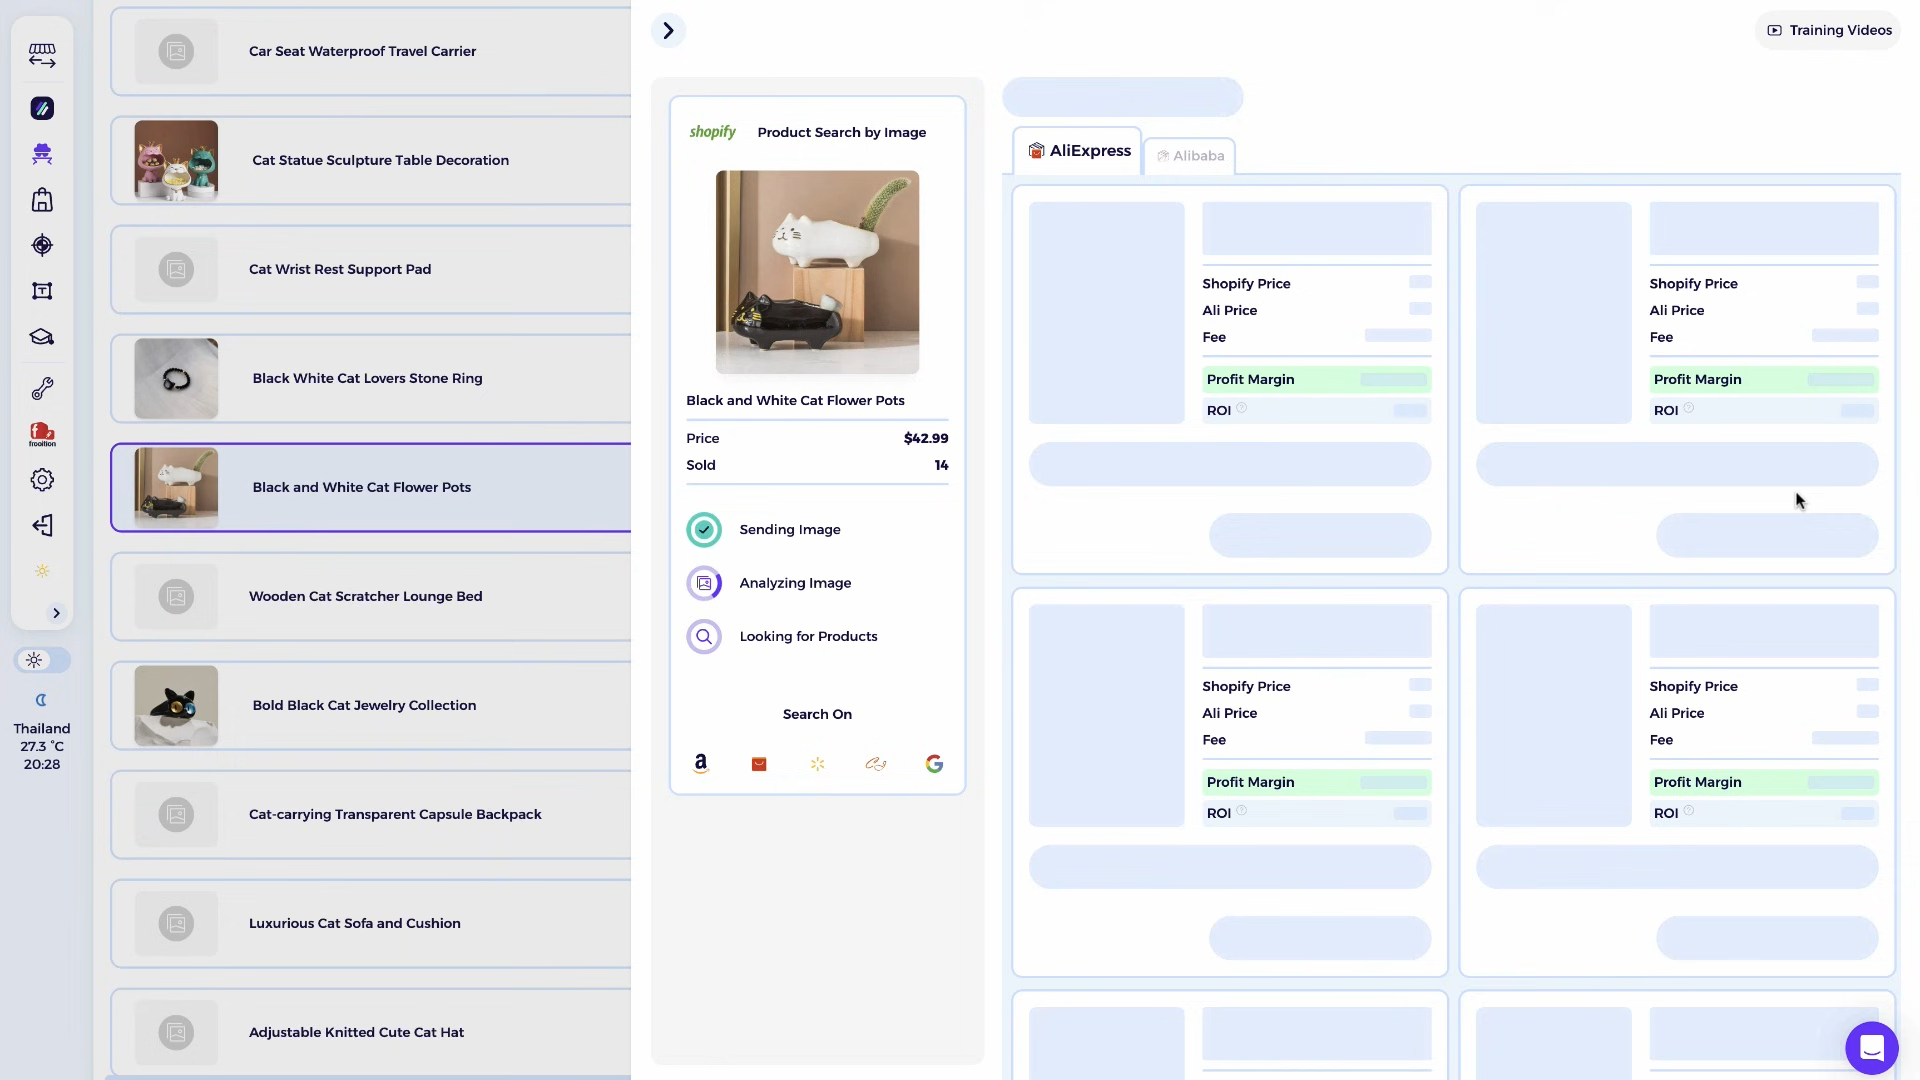 Training Videos
frooition
Thailand
27.3 °C
20:28
Car Seat Waterproof Travel Carrier
Cat Statue Sculpture Table Decoration
Cat Wrist Rest Support Pad
Black White Cat Lovers Stone Ring
Black and White Cat Flower Pots
Wooden Cat Scratcher Lounge Bed
Bold Black Cat Jewelry Collection
Cat-carrying Transparent Capsule Backpack
Luxurious Cat Sofa and Cushion
Adjustable Knitted Cute Cat Hat
shopify Product Search by Image
Black and White Cat Flower Pots
Price $42.99
Sold 14
Sending Image
Analyzing Image
Looking for Products
Search On
AliExpress
Alibaba
Shopify Price
Ali Price
Fee
Profit Margin
ROI
Shopify Price
Ali Price
Fee
Profit Margin
ROI
Shopify Price
Ali Price
Fee
Profit Margin
ROI
Shopify Price
Ali Price
Fee
Profit Margin
ROI